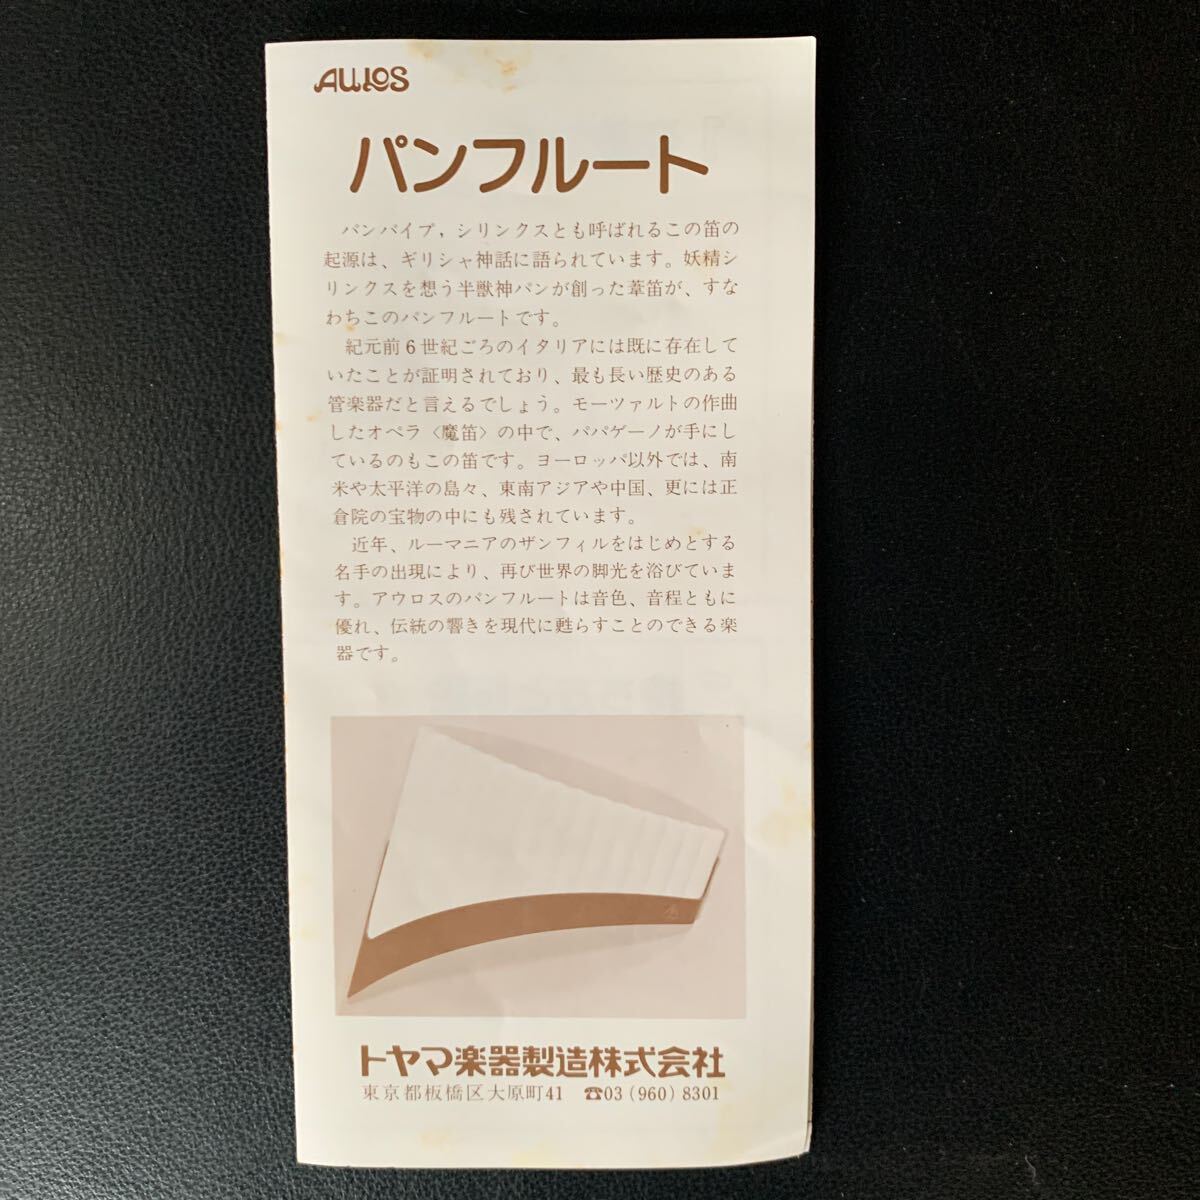 AULOS
パンフルート
パンパイプ，シリンクスとも呼ばれるこの笛の
起源は、ギリシャ神話に語られています。妖精シ
リンクスを想う半獣神パンが創った葦笛が、すな
わちこのパンフルートです。
紀元前6世紀ごろのイタリアには既に存在して
いたことが証明されており、最も長い歴史のある
管楽器だと言えるでしょう。モーツァルトの作曲
したオペラ〈魔笛〉の中で、パパゲーノが手にし
ているのもこの笛です。ヨーロッパ以外では、南
米や太平洋の島々、東南アジアや中国、更には正
倉院の宝物の中にも残されています。
近年、ルーマニアのザンフィルをはじめとする
名手の出現により、再び世界の脚光を浴びていま
す。アウロスのパンフルートは音色、音程ともに
優れ、伝統の響きを現代に甦らすことのできる楽
器です。
トヤマ楽器製造株式会社
東京都板橋区大原町41 ☎03(960)8301